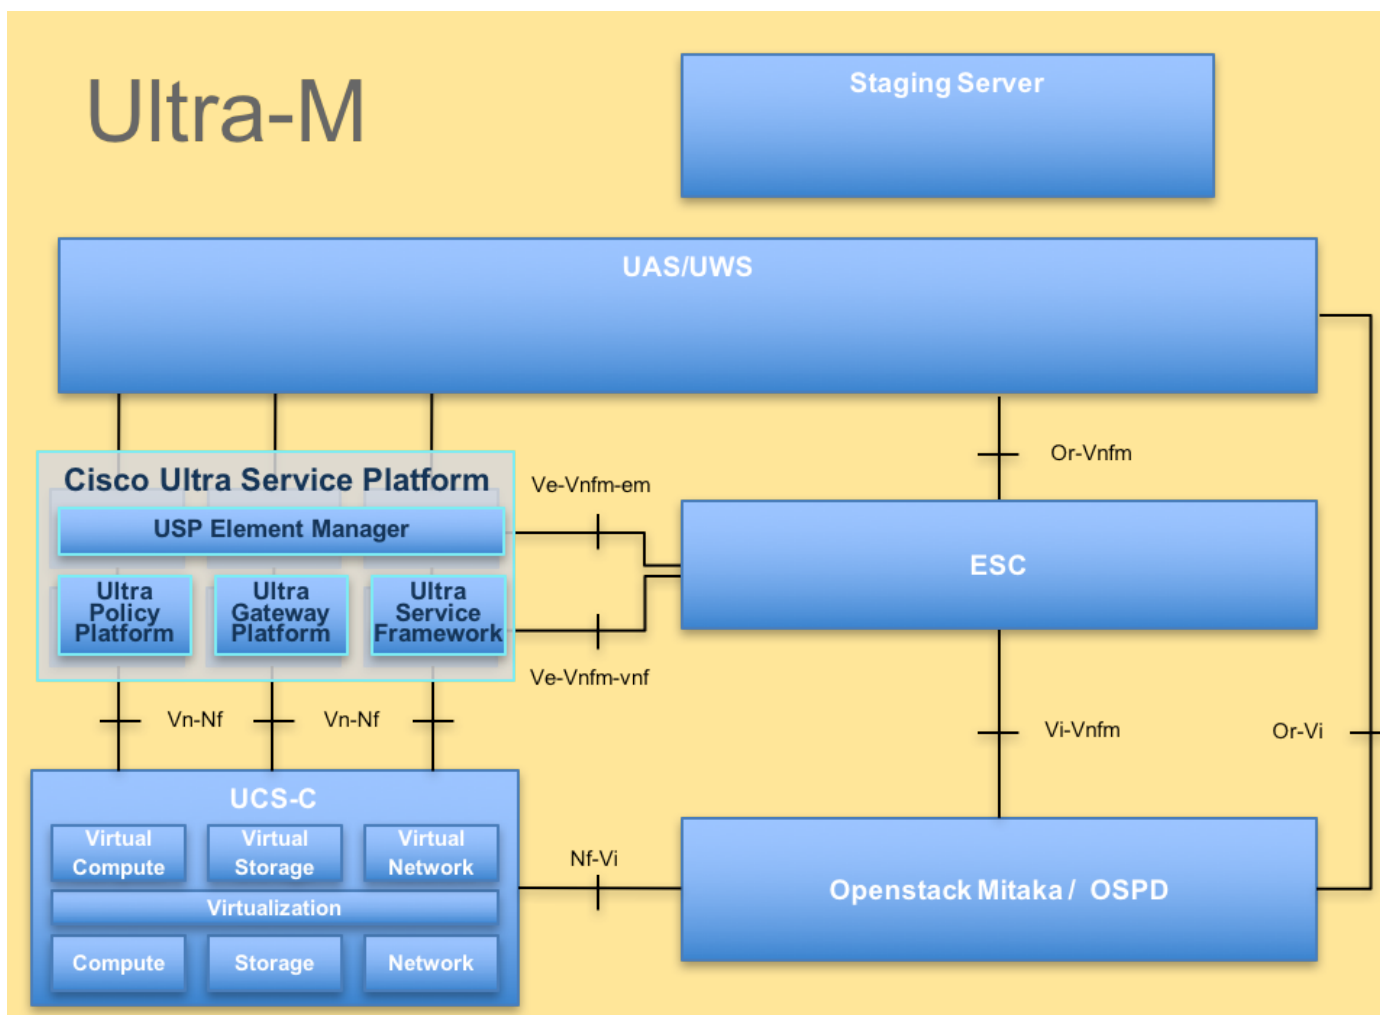 Ultra-M
Staging Server
UAS/UWS
Or-Vnfm
Cisco Ultra Service Platform
Ve-Vnfm-em
USP Element Manager
ESC
Ultra
Policy
Platform
Ultra
Gateway
Platform
Ultra
Service
Framework
Ve-Vnfm-vnf
Vn-Nf
Vn-Nf
Vi-Vnfm
Or-Vi
UCS-C
Virtual
Compute
Virtual
Storage
Virtual
Network
Nf-Vi
Openstack Mitaka / OSPD
Virtualization
Compute
Storage
Network